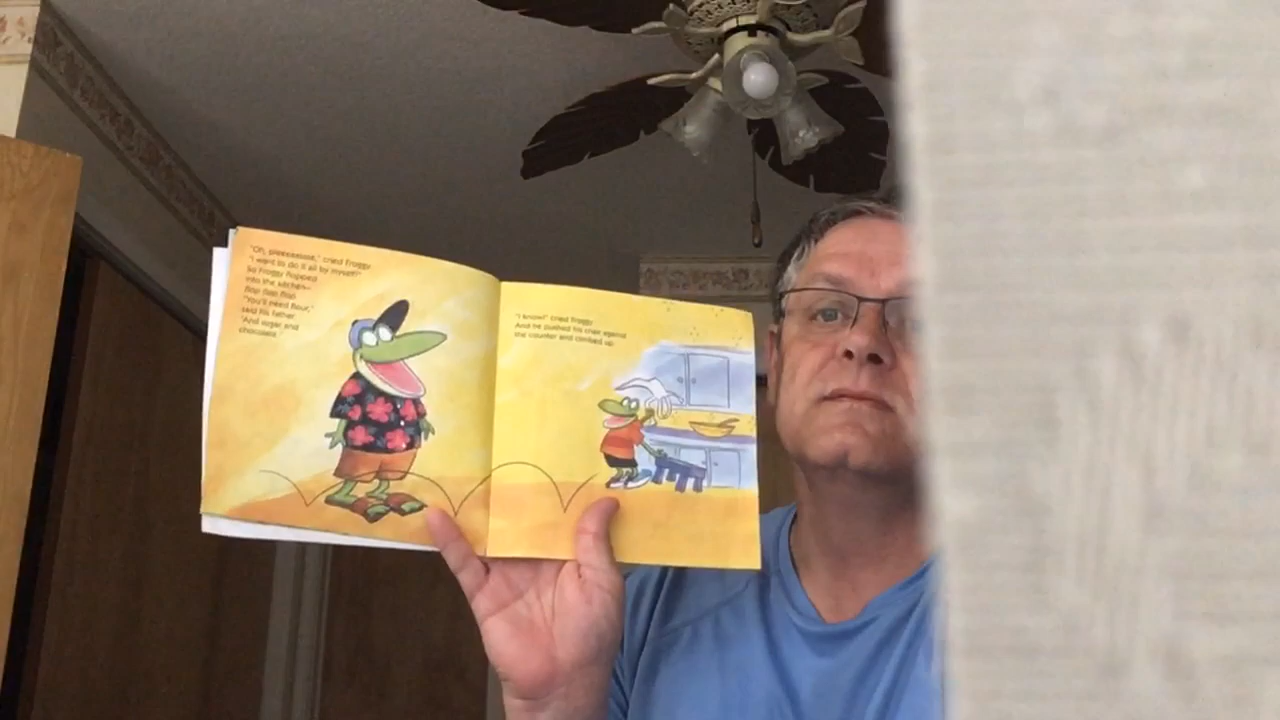 "Oh, pleeeeease," cried Froggy.
"I want to do it all by myself!"
So Froggy flopped
into the kitchen—
flop flop flop.
"You'll need flour,"
said his father.
"And sugar and
chocolate."
"I know!" cried Froggy.
And he pushed his chair against
the counter and climbed up.